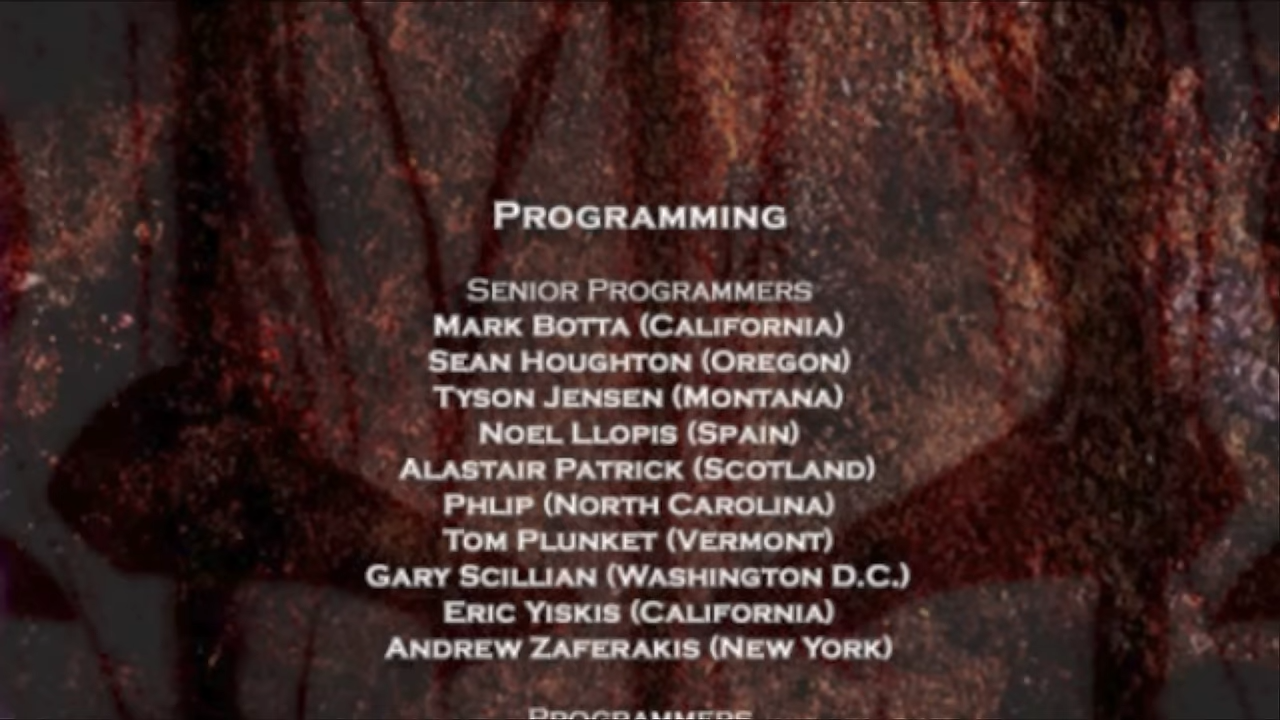 Programming
Senior Programmers
Mark Botta (California)
Sean Houghton (Oregon)
Tyson Jensen (Montana)
Noel Llopis (Spain)
Alastair Patrick (Scotland)
Phlip (North Carolina)
Tom Plunket (Vermont)
Gary Scillian (Washington D.C.)
Eric Yiskis (California)
Andrew Zaferakis (New York)
Programmers